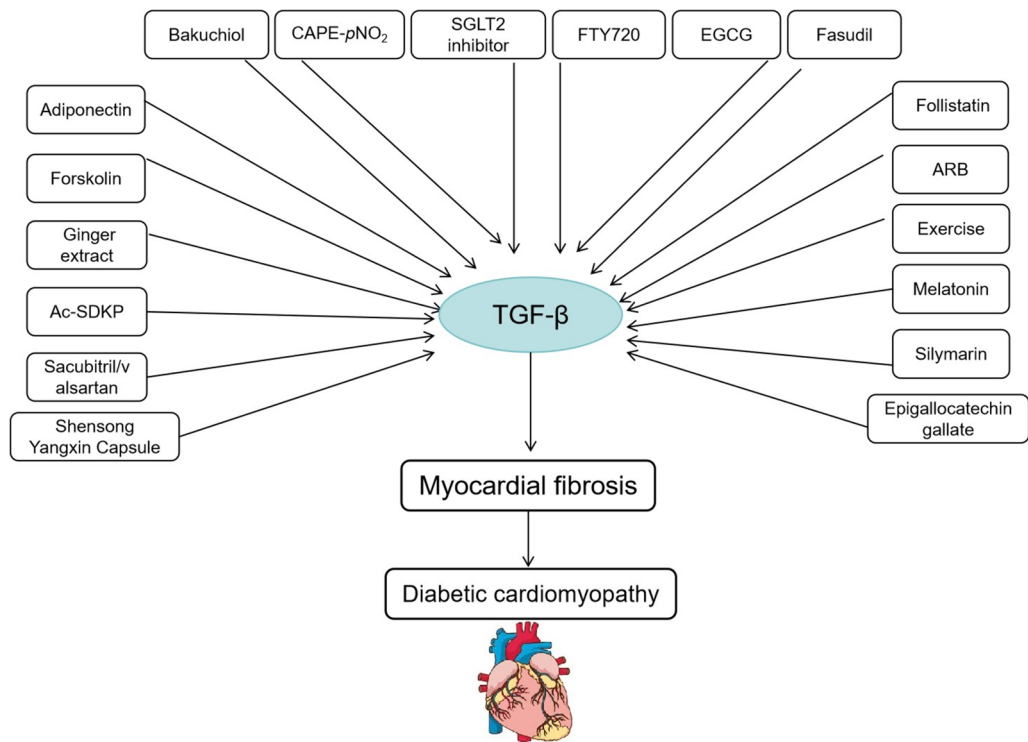 Bakuchiol
CAPE-pNO₂
SGLT2
inhibitor
FTY720
EGCG
Fasudil
Adiponectin
Forskolin
Ginger
extract
Ac-SDKP
Sacubitril/v
alsartan
Shensong
Yangxin Capsule
Follistatin
ARB
Exercise
Melatonin
Silymarin
Epigallocatechin
gallate
TGF-β
Myocardial fibrosis
Diabetic cardiomyopathy